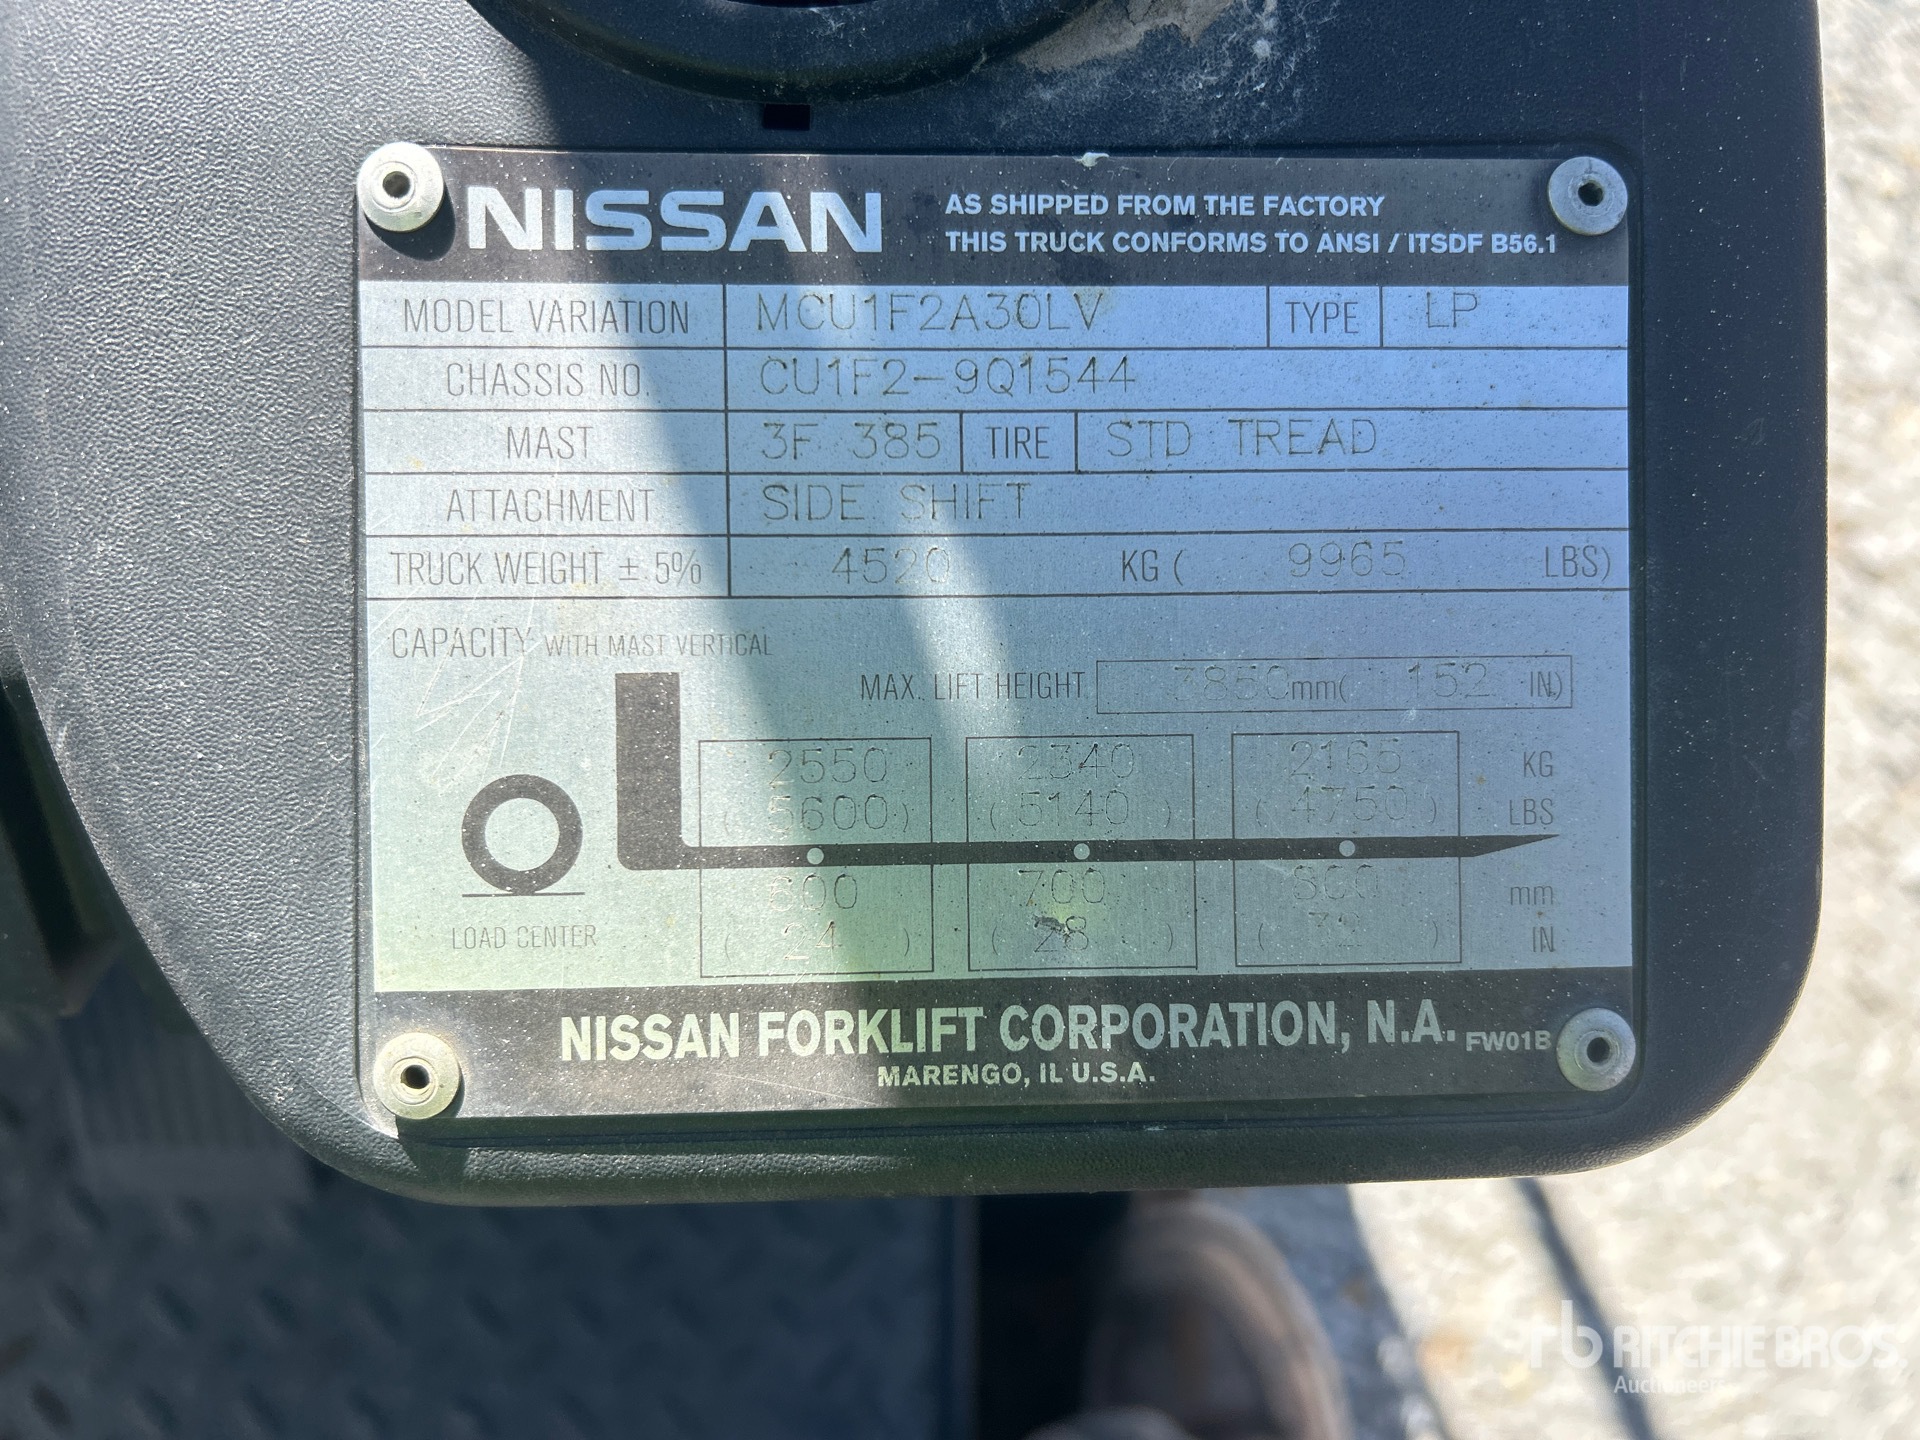 NISSAN
AS SHIPPED FROM THE FACTORY
THIS TRUCK CONFORMS TO ANSI / ITSDF B56.1
MODEL VARIATION MCU1F2A30LV TYPE LP
CHASSIS NO. CU1F2-9Q1544
MAST 3F 385 TIRE STD TREAD
ATTACHMENT SIDE SHIFT
TRUCK WEIGHT ± 5% 4520 KG ( 9965 LBS)
CAPACITY WITH MAST VERTICAL
MAX. LIFT HEIGHT 3850mm( 152 IN)
2550 2340 2165 KG
( 5600 ) ( 5140 ) ( 4750 ) LBS
600 700 800 mm
LOAD CENTER ( 24 ) ( 28 ) ( 32 ) IN
NISSAN FORKLIFT CORPORATION, N.A. FW01B
MARENGO, IL U.S.A.
rb RITCHIE BROS.
Auctioneers